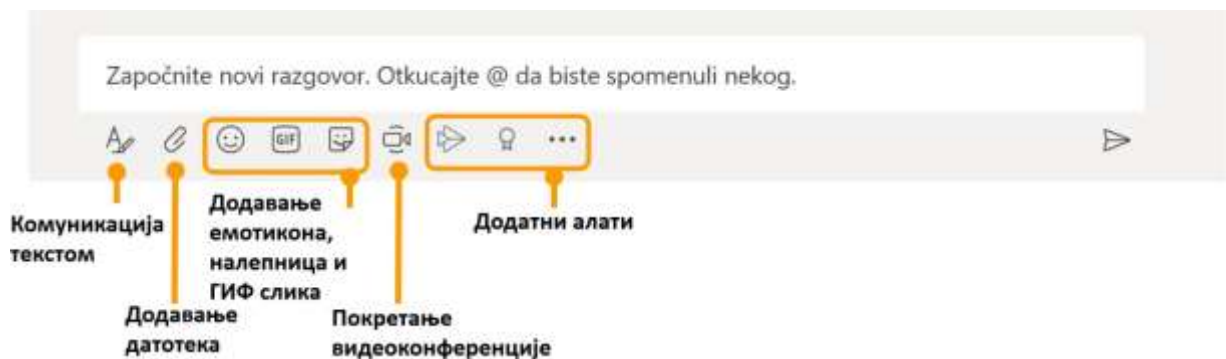 Započnite novi razgovor. Otkucajte @ da biste spomenuli nekog.
GIF
Комуникација
текстом
Додавање
емотикона,
налепница и
ГИФ слика
Додатни алати
Додавање
датотека
Покретање
видеоконференције